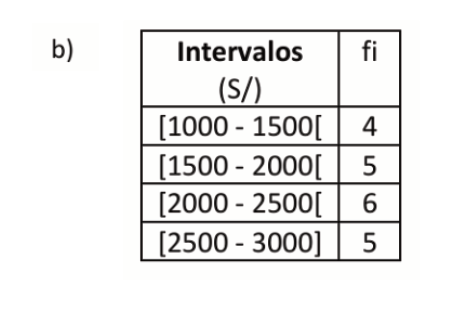 b)
Intervalos fi
(S/)
[1000 - 1500[ 4
[1500 - 2000[ 5
[2000 - 2500[ 6
[2500 - 3000] 5